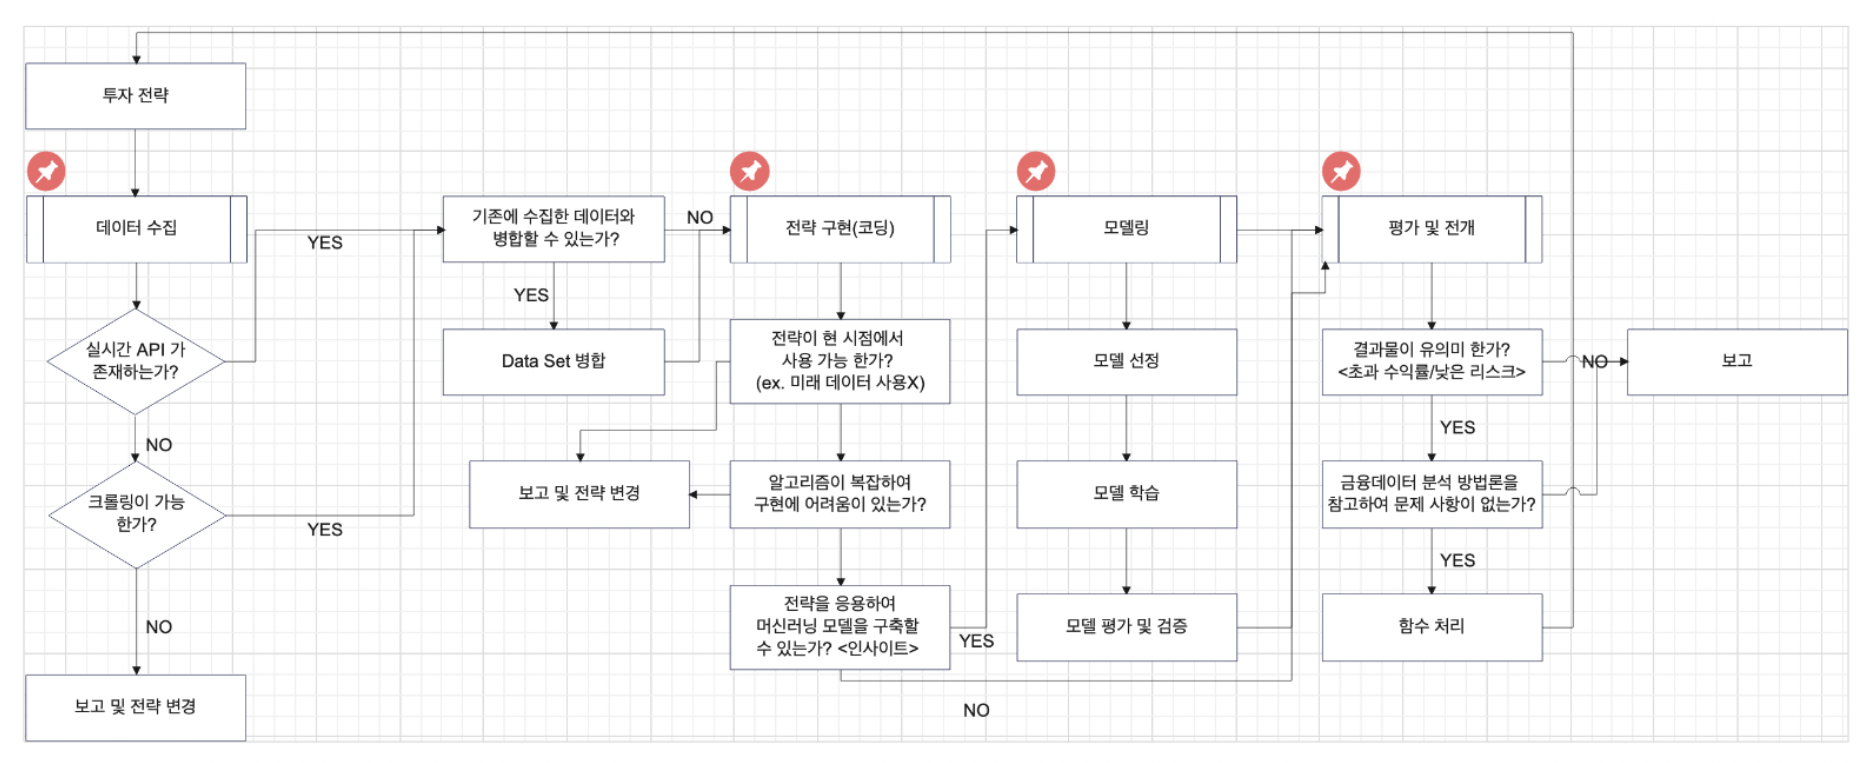 투자 전략
데이터 수집
실시간 API 가
존재하는가?
YES
NO
크롤링이 가능
한가?
YES
NO
보고 및 전략 변경
기존에 수집한 데이터와
병합할 수 있는가?
NO
YES
Data Set 병합
전략 구현(코딩)
전략이 현 시점에서
사용 가능 한가?
(ex. 미래 데이터 사용X)
보고 및 전략 변경
알고리즘이 복잡하여
구현에 어려움이 있는가?
전략을 응용하여
머신러닝 모델을 구축할
수 있는가? <인사이트>
YES
NO
모델링
모델 선정
모델 학습
모델 평가 및 검증
평가 및 전개
결과물이 유의미 한가?
<초과 수익률/낮은 리스크>
NO
보고
YES
금융데이터 분석 방법론을
참고하여 문제 사항이 없는가?
YES
함수 처리